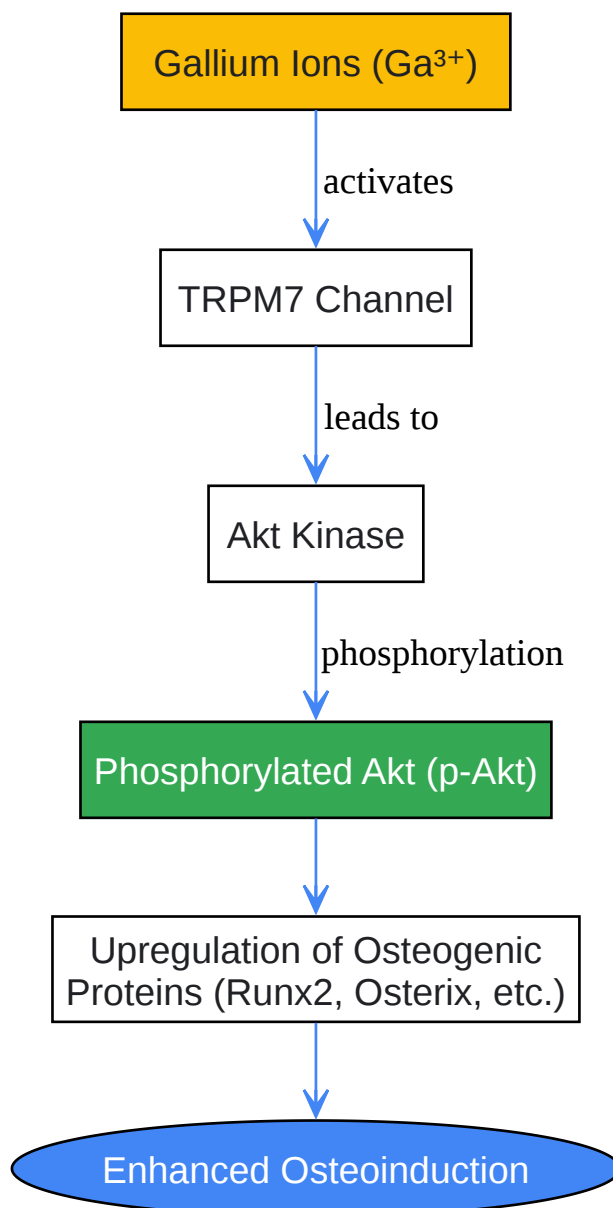 Gallium Ions (Ga³⁺)
activates
TRPM7 Channel
leads to
Akt Kinase
phosphorylation
Phosphorylated Akt (p-Akt)
Upregulation of Osteogenic
Proteins (Runx2, Osterix, etc.)
Enhanced Osteoinduction